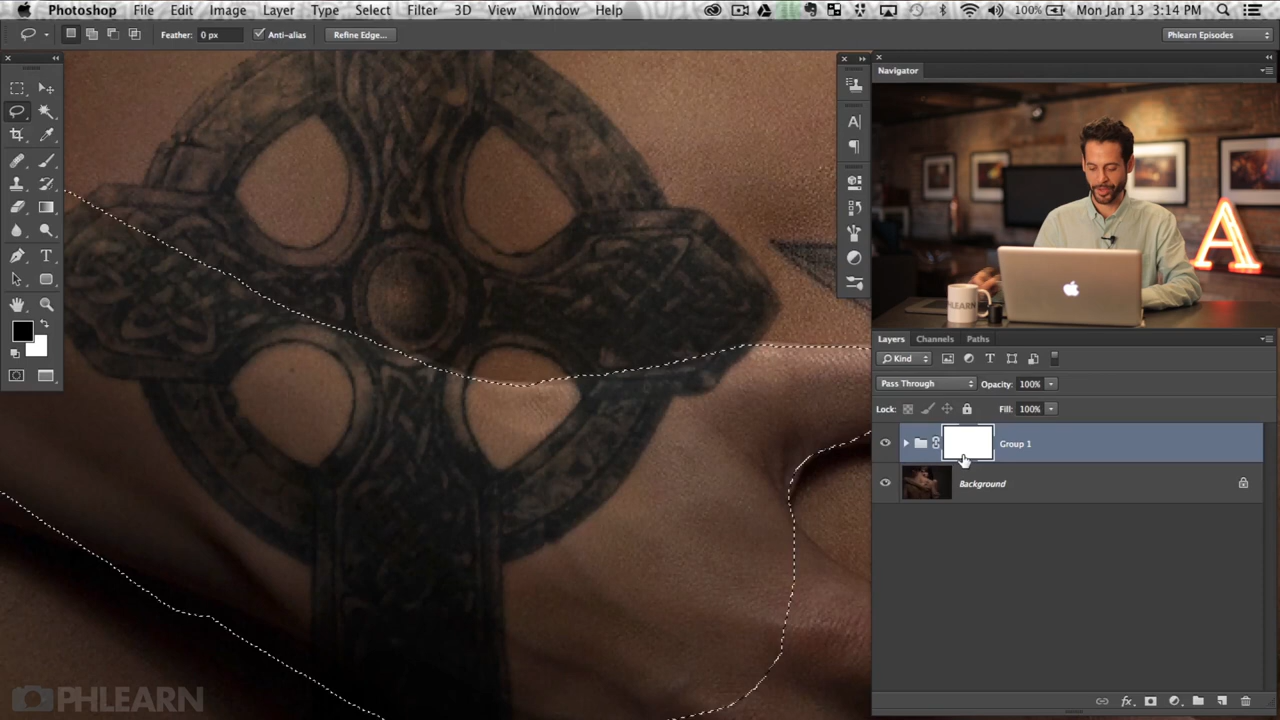 Photoshop File Edit Image Layer Type Select Filter 3D View Window Help 100% Mon Jan 13 3:14 PM
Feather: 0 px Anti-alias Refine Edge... Phlearn Episodes
Navigator
PHLEARN
A
Layers Channels Paths
Kind
Pass Through Opacity: 100%
Lock: Fill: 100%
Group 1
Background
PHLEARN